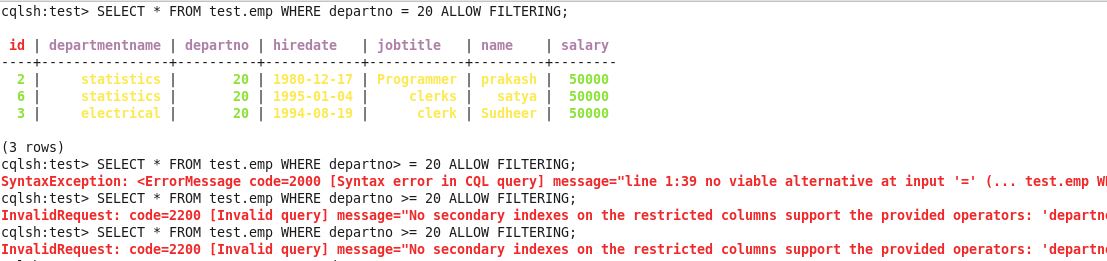 cqlsh:test> SELECT * FROM test.emp WHERE departno = 20 ALLOW FILTERING;
id | departmentname | departno | hiredate | jobtitle | name | salary
----+----------------+----------+------------+------------+---------+--------
2 | statistics | 20 | 1980-12-17 | Programmer | prakash | 50000
6 | statistics | 20 | 1995-01-04 | clerks | satya | 50000
3 | electrical | 20 | 1994-08-19 | clerk | Sudheer | 50000
(3 rows)
cqlsh:test> SELECT * FROM test.emp WHERE departno> = 20 ALLOW FILTERING;
SyntaxException: <ErrorMessage code=2000 [Syntax error in CQL query] message="line 1:39 no viable alternative at input '=' (... test.emp WH
cqlsh:test> SELECT * FROM test.emp WHERE departno >= 20 ALLOW FILTERING;
InvalidRequest: code=2200 [Invalid query] message="No secondary indexes on the restricted columns support the provided operators: 'departno
cqlsh:test> SELECT * FROM test.emp WHERE departno >= 20 ALLOW FILTERING;
InvalidRequest: code=2200 [Invalid query] message="No secondary indexes on the restricted columns support the provided operators: 'departno